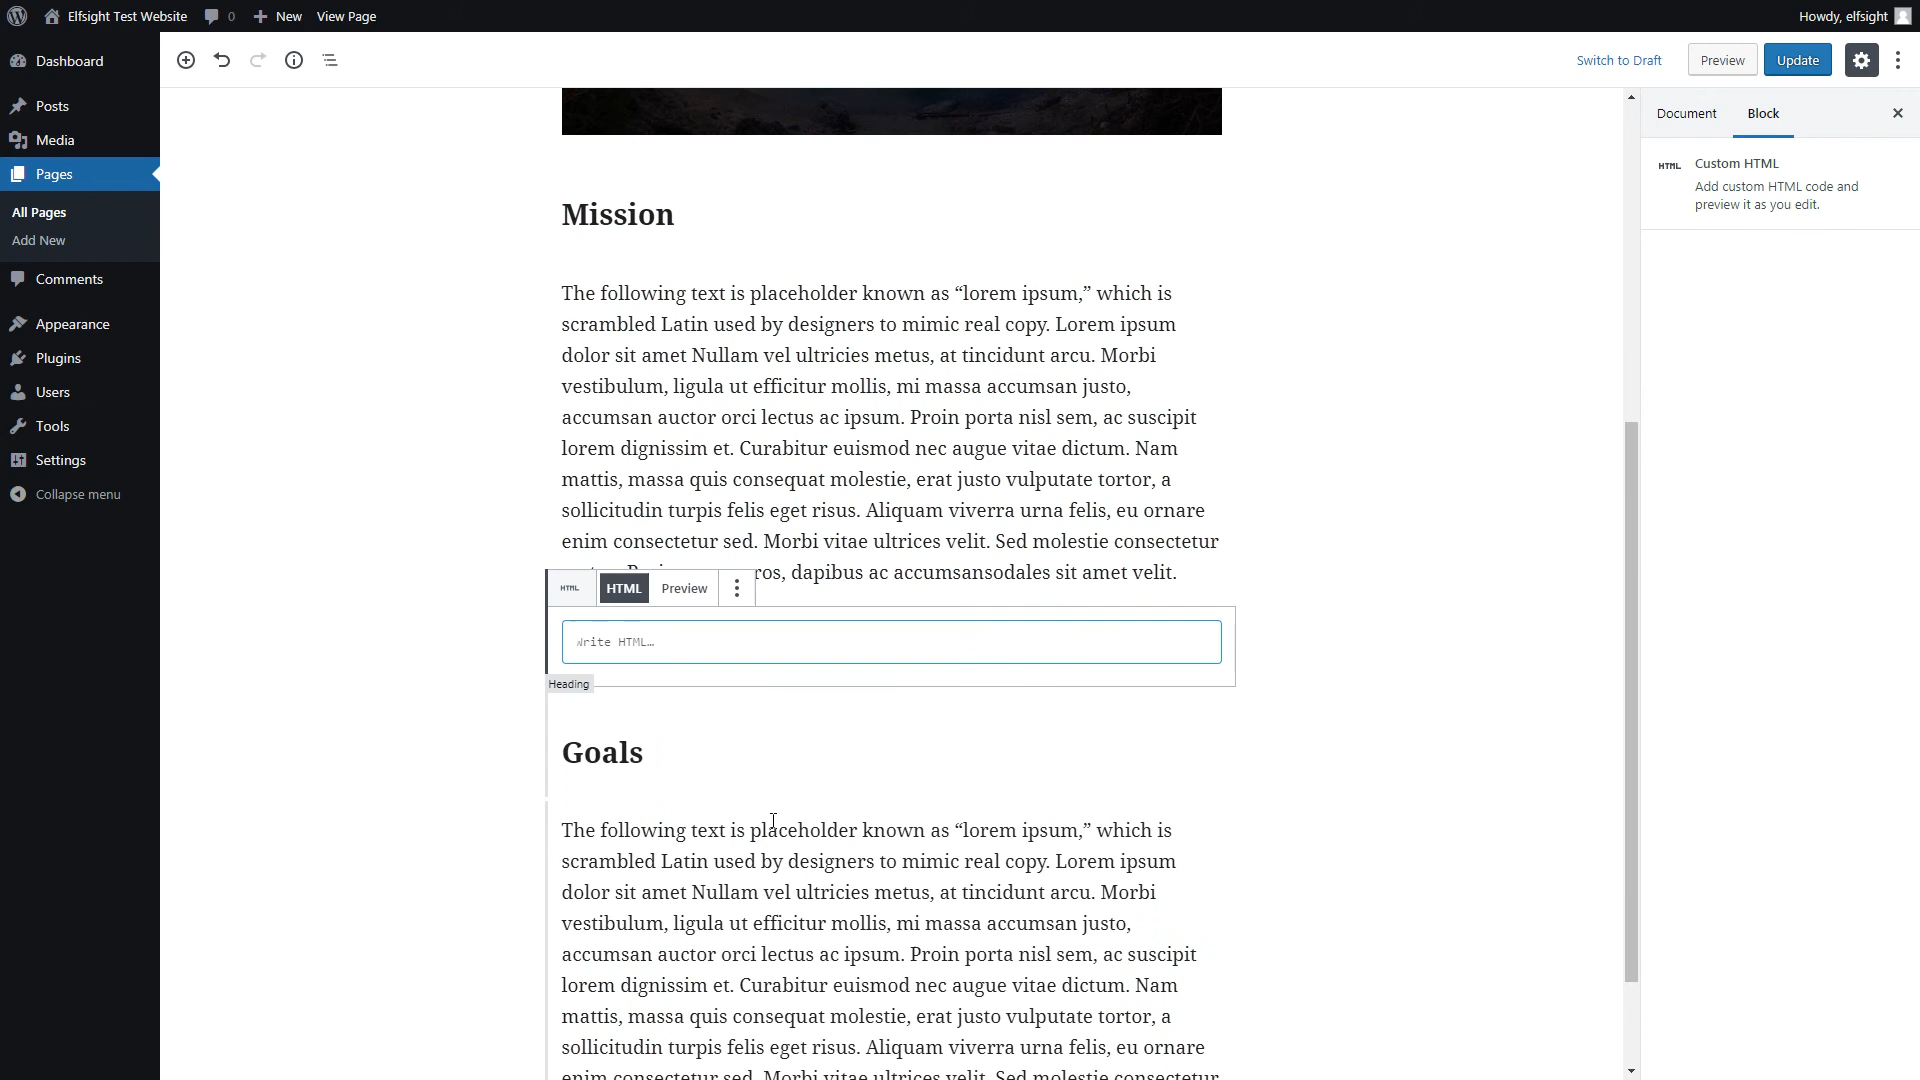 Elfsight Test Website
0
New
View Page
Howdy, elfsight
Dashboard
Posts
Media
Pages
All Pages
Add New
Comments
Appearance
Plugins
Users
Tools
Settings
Collapse menu
Switch to Draft
Preview
Update
Mission
The following text is placeholder known as “lorem ipsum,” which is
scrambled Latin used by designers to mimic real copy. Lorem ipsum
dolor sit amet Nullam vel ultricies metus, at tincidunt arcu. Morbi
vestibulum, ligula ut efficitur mollis, mi massa accumsan justo,
accumsan auctor orci lectus ac ipsum. Proin porta nisl sem, ac suscipit
lorem dignissim et. Curabitur euismod nec augue vitae dictum. Nam
mattis, massa quis consequat molestie, erat justo vulputate tortor, a
sollicitudin turpis felis eget risus. Aliquam viverra urna felis, eu ornare
enim consectetur sed. Morbi vitae ultrices velit. Sed molestie consectetur
dapibus ac accumsansodales sit amet velit.
HTML
HTML
Preview
Write HTML…
Heading
Goals
The following text is placeholder known as “lorem ipsum,” which is
scrambled Latin used by designers to mimic real copy. Lorem ipsum
dolor sit amet Nullam vel ultricies metus, at tincidunt arcu. Morbi
vestibulum, ligula ut efficitur mollis, mi massa accumsan justo,
accumsan auctor orci lectus ac ipsum. Proin porta nisl sem, ac suscipit
lorem dignissim et. Curabitur euismod nec augue vitae dictum. Nam
mattis, massa quis consequat molestie, erat justo vulputate tortor, a
sollicitudin turpis felis eget risus. Aliquam viverra urna felis, eu ornare
enim consectetur sed. Morbi vitae ultrices velit. Sed molestie consectetur
Document
Block
HTML
Custom HTML
Add custom HTML code and
preview it as you edit.